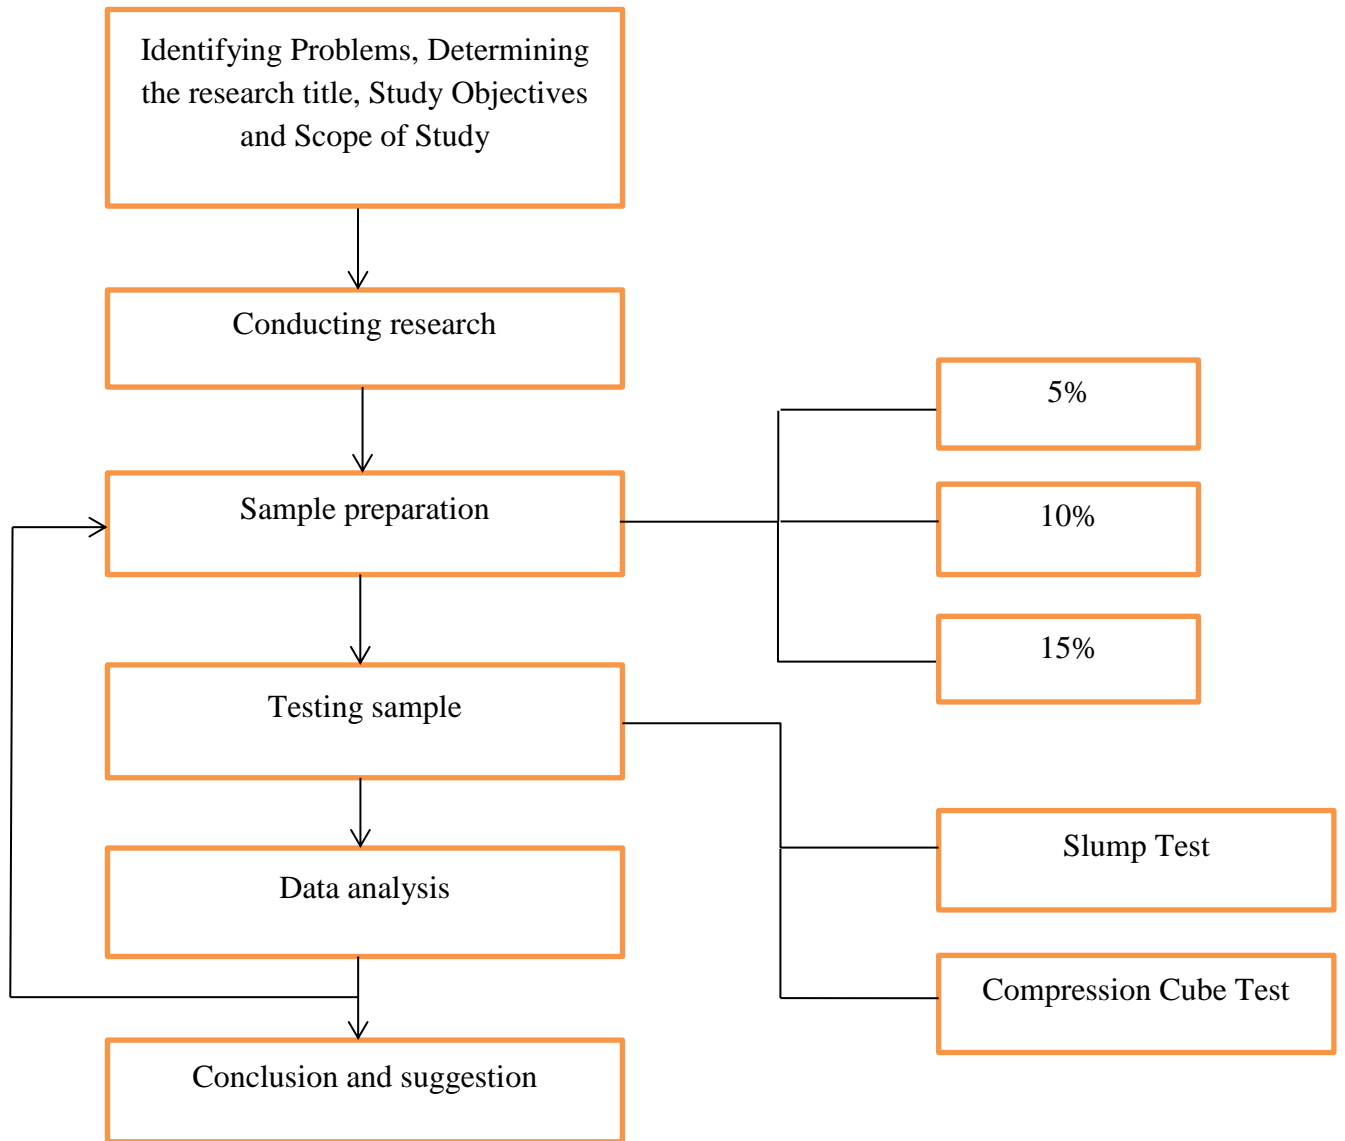 Identifying Problems, Determining
the research title, Study Objectives
and Scope of Study
Conducting research
Sample preparation
5%
10%
15%
Testing sample
Slump Test
Compression Cube Test
Data analysis
Conclusion and suggestion